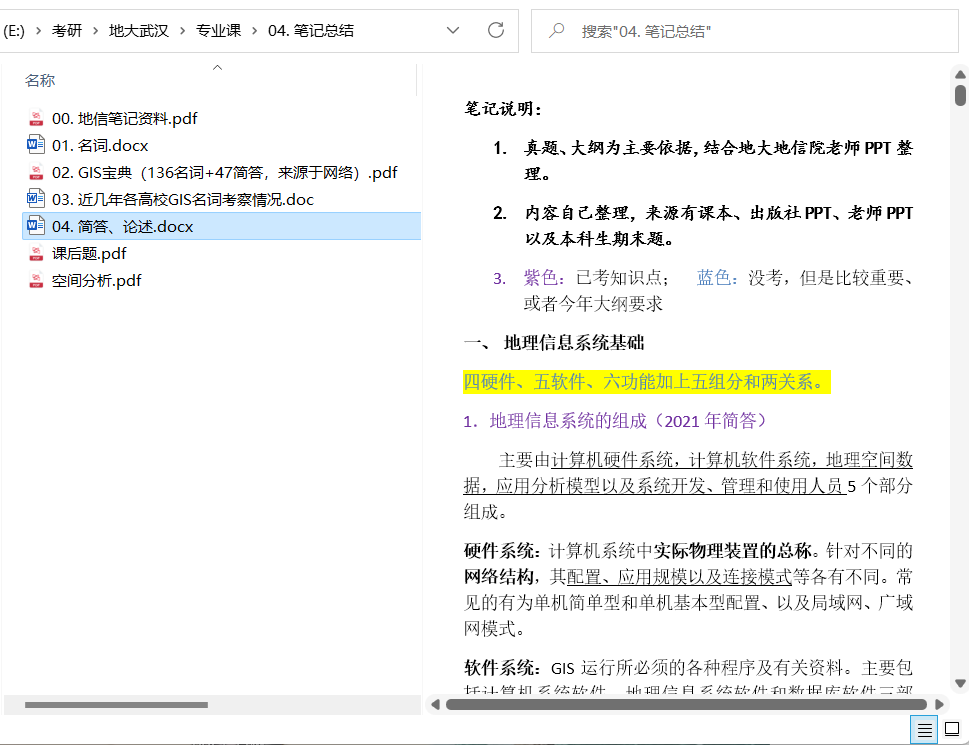 (E:) › 考研 › 地大武汉 › 专业课 › 04. 笔记总结
搜索"04. 笔记总结"
名称
00. 地信笔记资料.pdf
01. 名词.docx
02. GIS宝典（136名词+47简答，来源于网络）.pdf
03. 近几年各高校GIS名词考察情况.doc
04. 简答、论述.docx
课后题.pdf
空间分析.pdf
笔记说明：
1. 真题、大纲为主要依据，结合地大地信院老师 PPT 整
理。
2. 内容自己整理，来源有课本、出版社 PPT、老师 PPT
以及本科生期末题。
3. 紫色：已考知识点； 蓝色：没考，但是比较重要、
或者今年大纲要求
一、 地理信息系统基础
四硬件、五软件、六功能加上五组分和两关系。
1. 地理信息系统的组成（2021 年简答）
主要由计算机硬件系统，计算机软件系统，地理空间数
据，应用分析模型以及系统开发、管理和使用人员 5 个部分
组成。
硬件系统：计算机系统中实际物理装置的总称。针对不同的
网络结构，其配置、应用规模以及连接模式等各有不同。常
见的有为单机简单型和单机基本型配置、以及局域网、广域
网模式。
软件系统：GIS 运行所必须的各种程序及有关资料。主要包
括计算机系统软件、地理信息系统软件和数据库软件三部